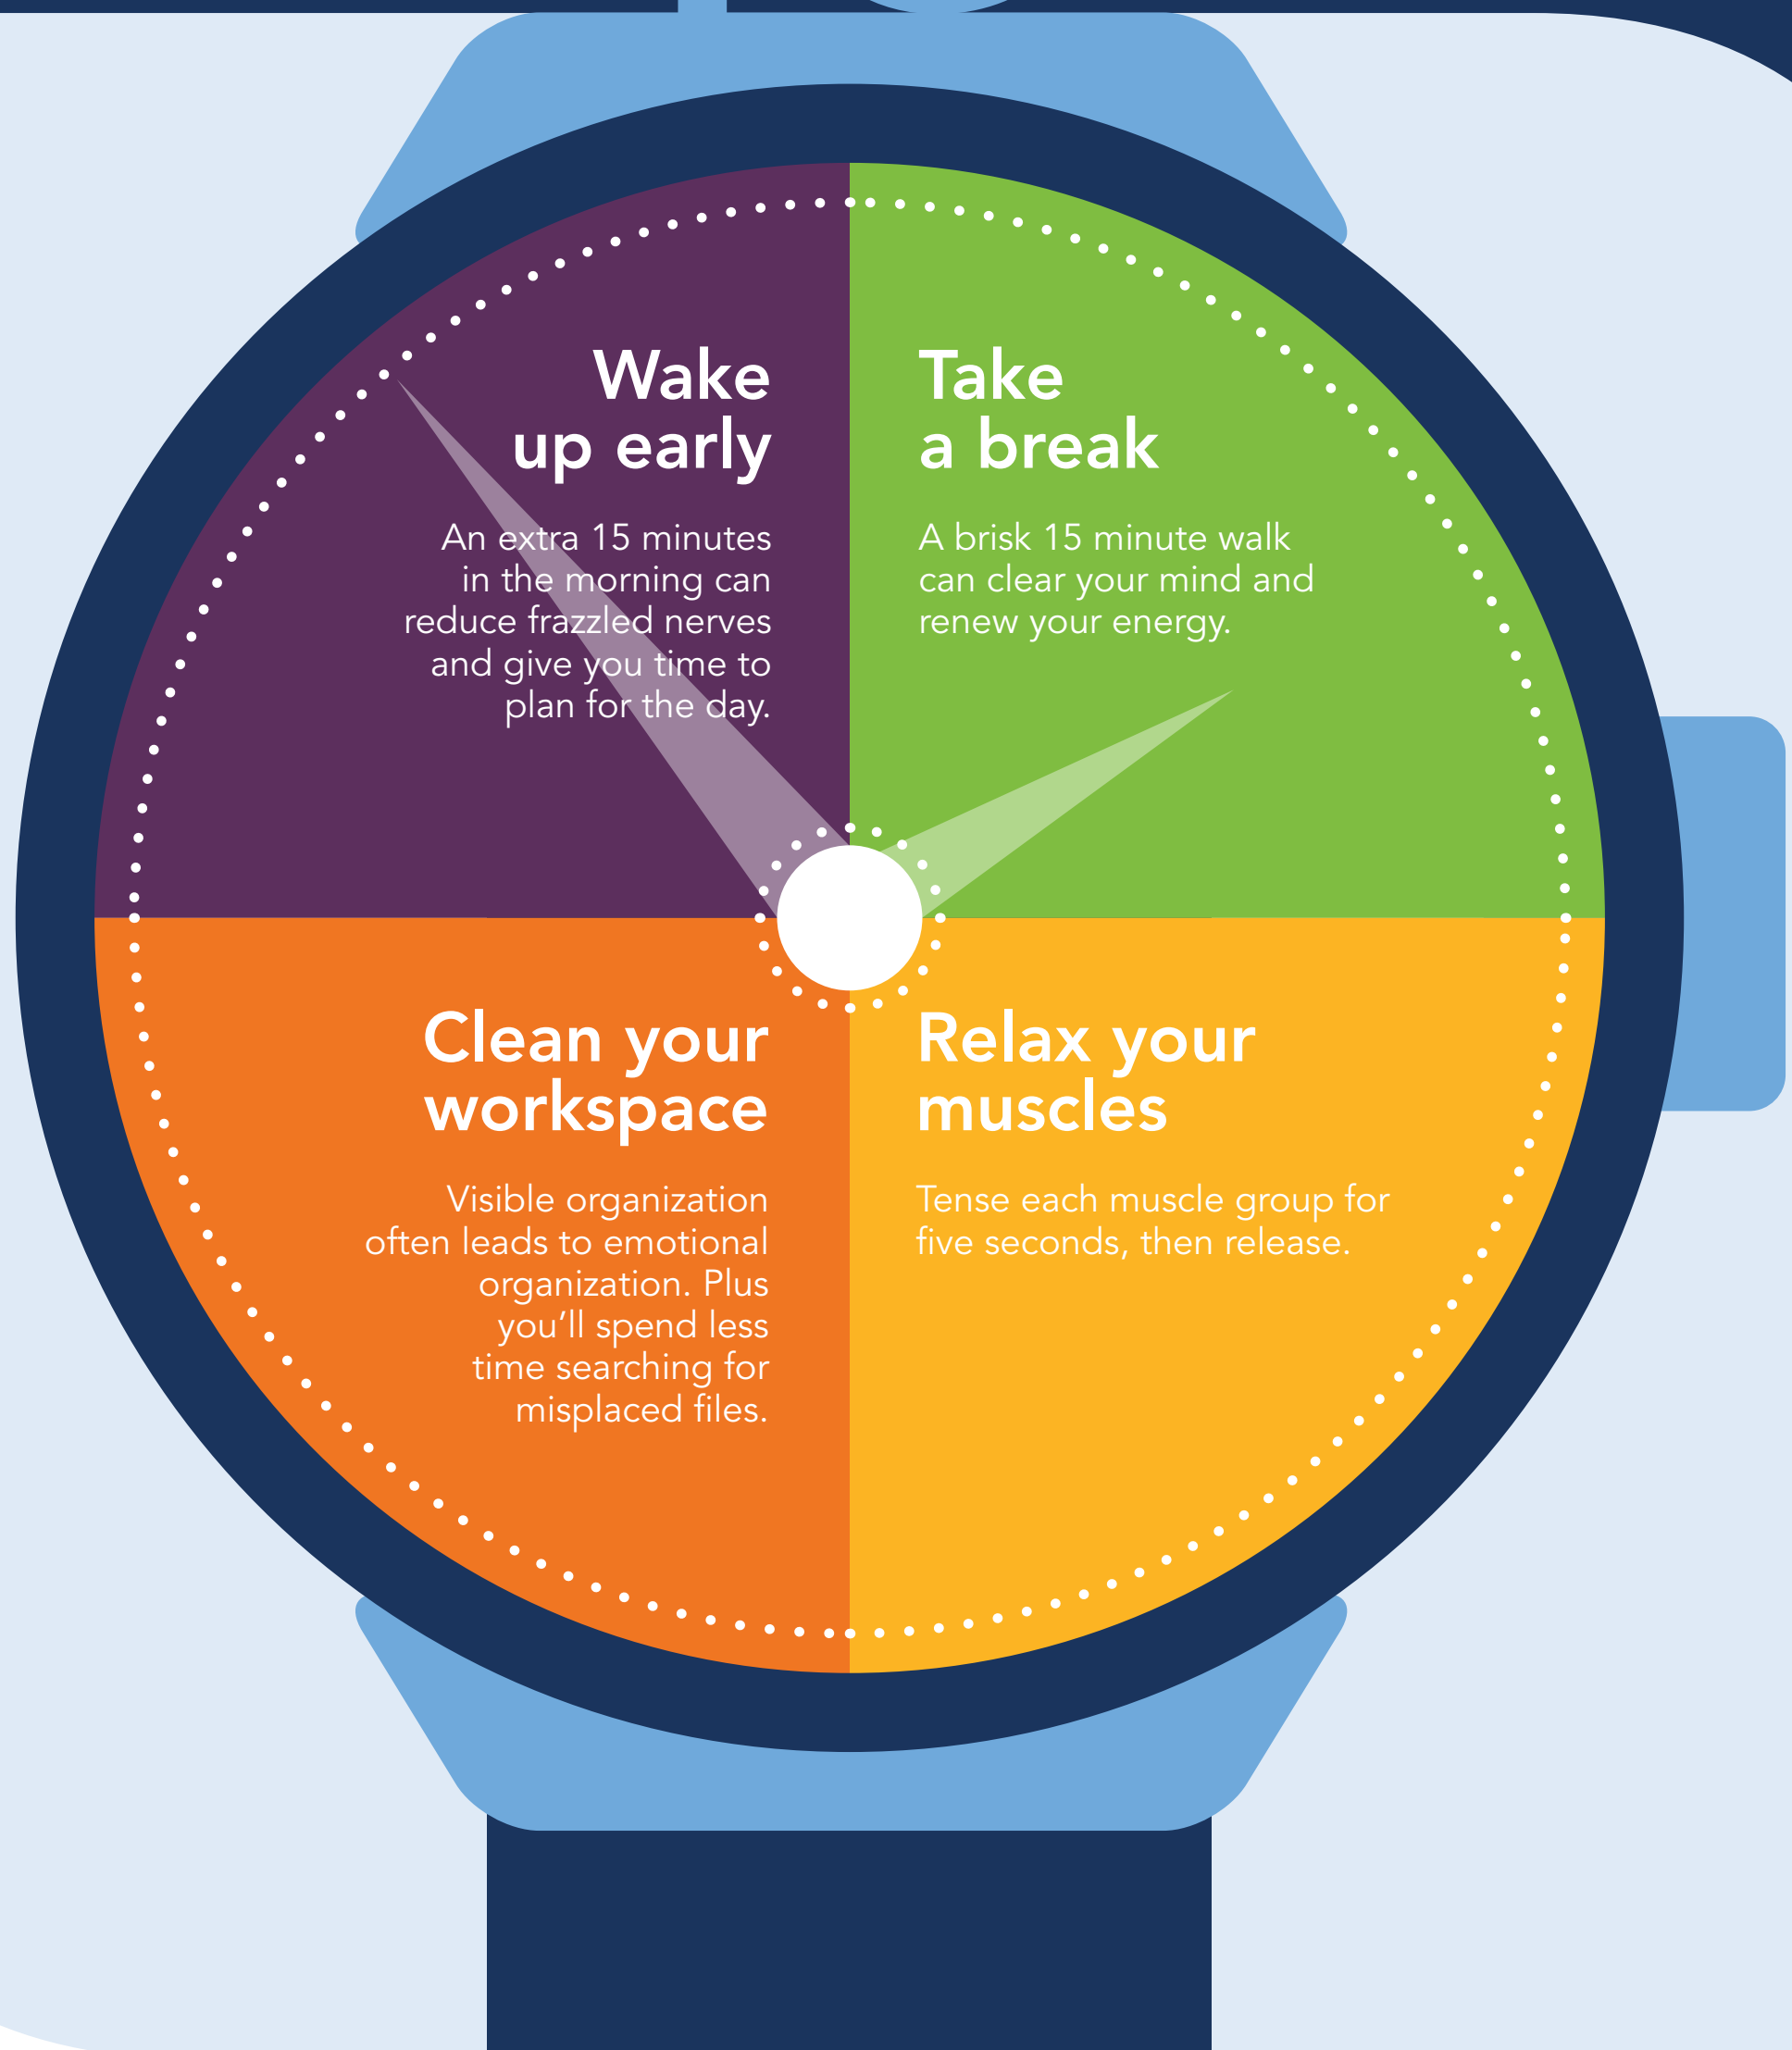 Wake
up early
An extra 15 minutes
in the morning can
reduce frazzled nerves
and give you time to
plan for the day.
Take
a break
A brisk 15 minute walk
can clear your mind and
renew your energy.
Clean your
workspace
Visible organization
often leads to emotional
organization. Plus
you’ll spend less
time searching for
misplaced files.
Relax your
muscles
Tense each muscle group for
five seconds, then release.